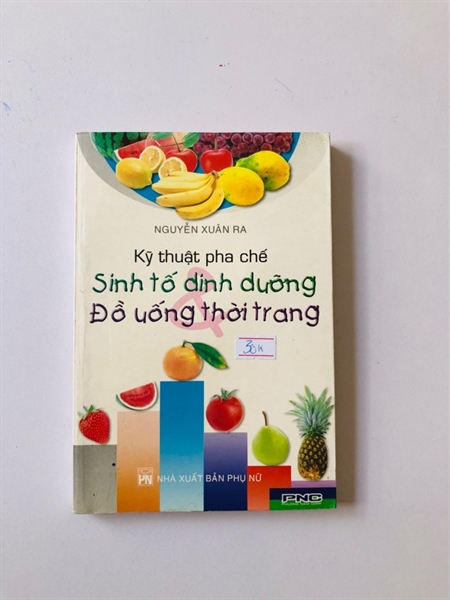 NGUYỄN XUÂN RA
Kỹ thuật pha chế
Sinh tố dinh dưỡng
&
Đồ uống thời trang
30K
PN NHÀ XUẤT BẢN PHỤ NỮ
PNC